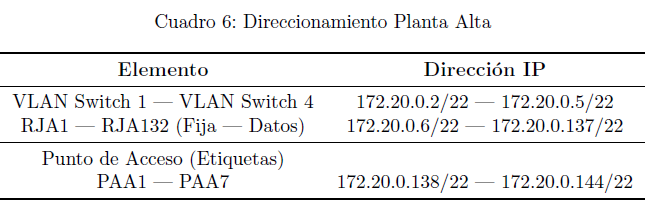 Cuadro 6: Direccionamiento Planta Alta
Elemento Dirección IP
VLAN Switch 1 — VLAN Switch 4 172.20.0.2/22 — 172.20.0.5/22
RJA1 — RJA132 (Fija — Datos) 172.20.0.6/22 — 172.20.0.137/22
Punto de Acceso (Etiquetas)
PAA1 — PAA7 172.20.0.138/22 — 172.20.0.144/22